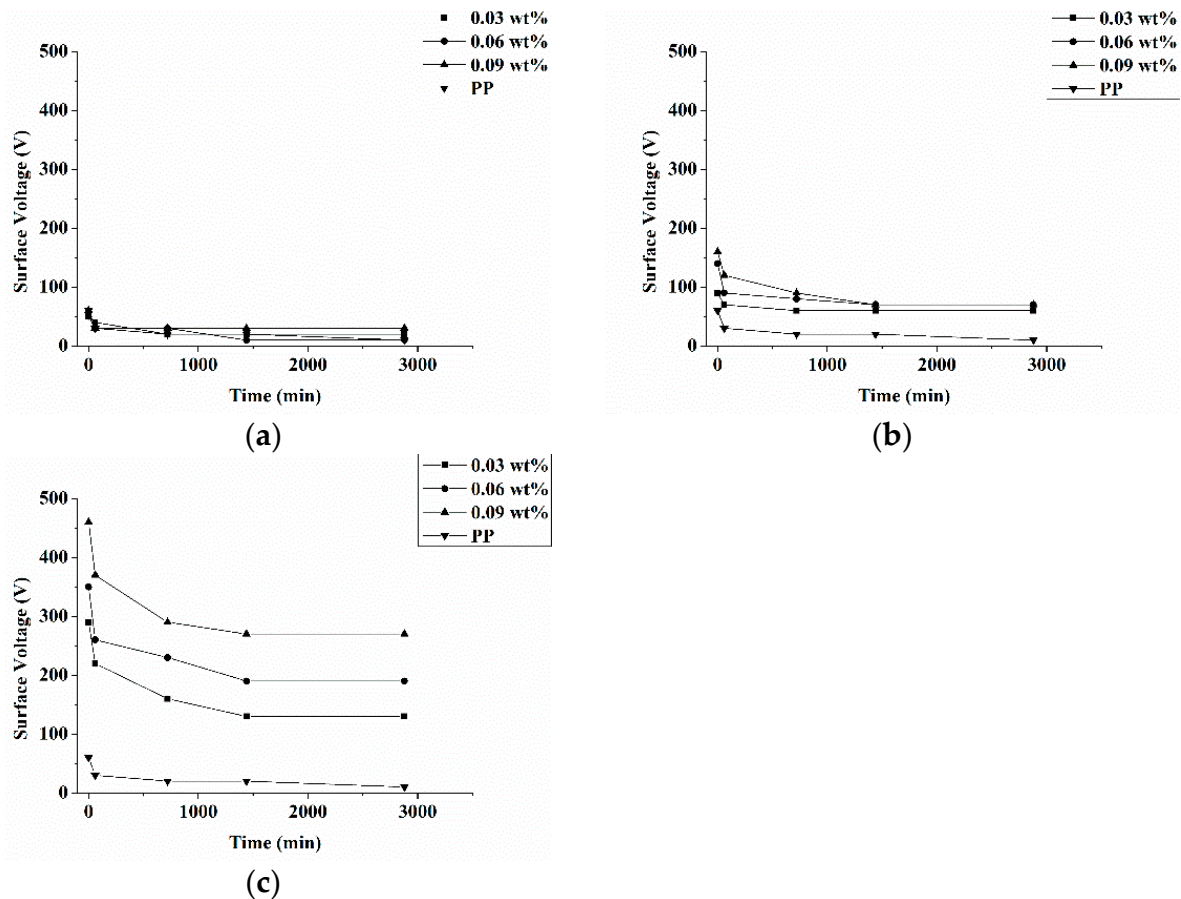 0.03 wt%
0.06 wt%
0.09 wt%
PP
500
400
300
200
100
0
Surface Voltage (V)
0 1000 2000 3000
Time (min)
(a)
0.03 wt%
0.06 wt%
0.09 wt%
PP
500
400
300
200
100
0
Surface Voltage (V)
0 1000 2000 3000
Time (min)
(b)
0.03 wt%
0.06 wt%
0.09 wt%
PP
500
400
300
200
100
0
Surface Voltage (V)
0 1000 2000 3000
Time (min)
(c)